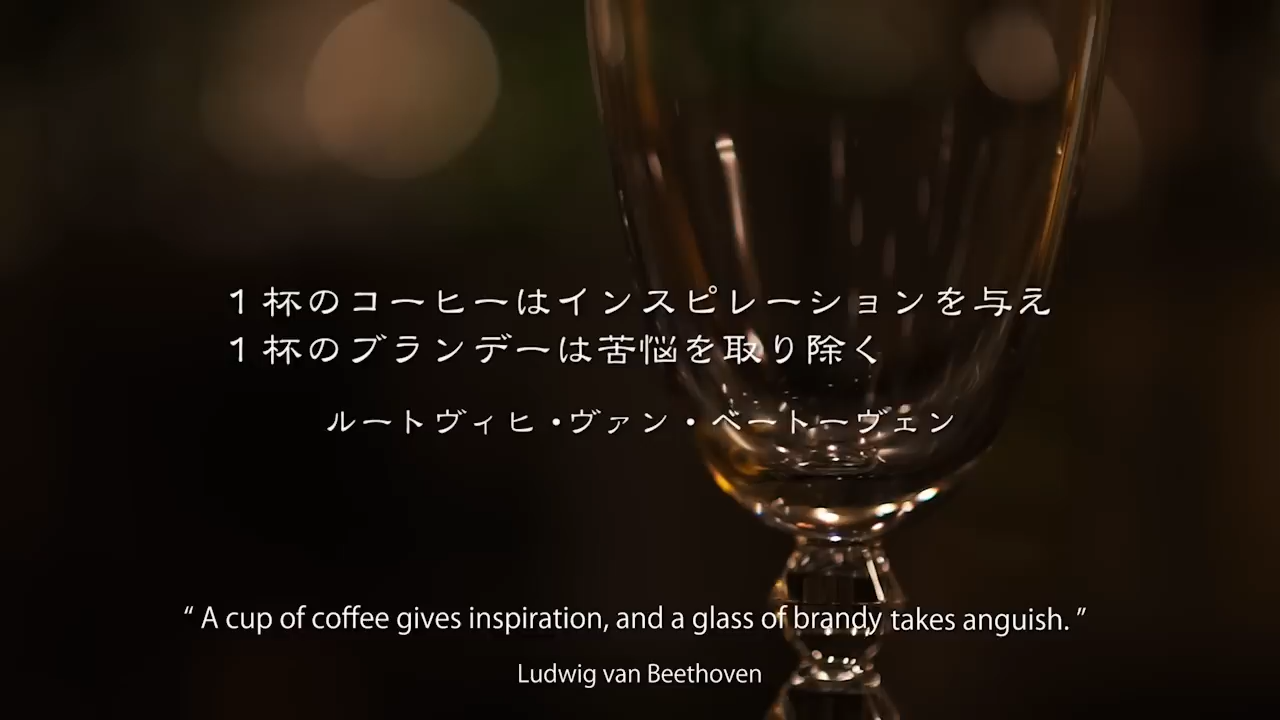 1杯のコーヒーはインスピレーションを与え
1杯のブランデーは苦悩を取り除く
ルートヴィヒ・ヴァン・ベートーヴェン
“ A cup of coffee gives inspiration, and a glass of brandy takes anguish. ”
Ludwig van Beethoven